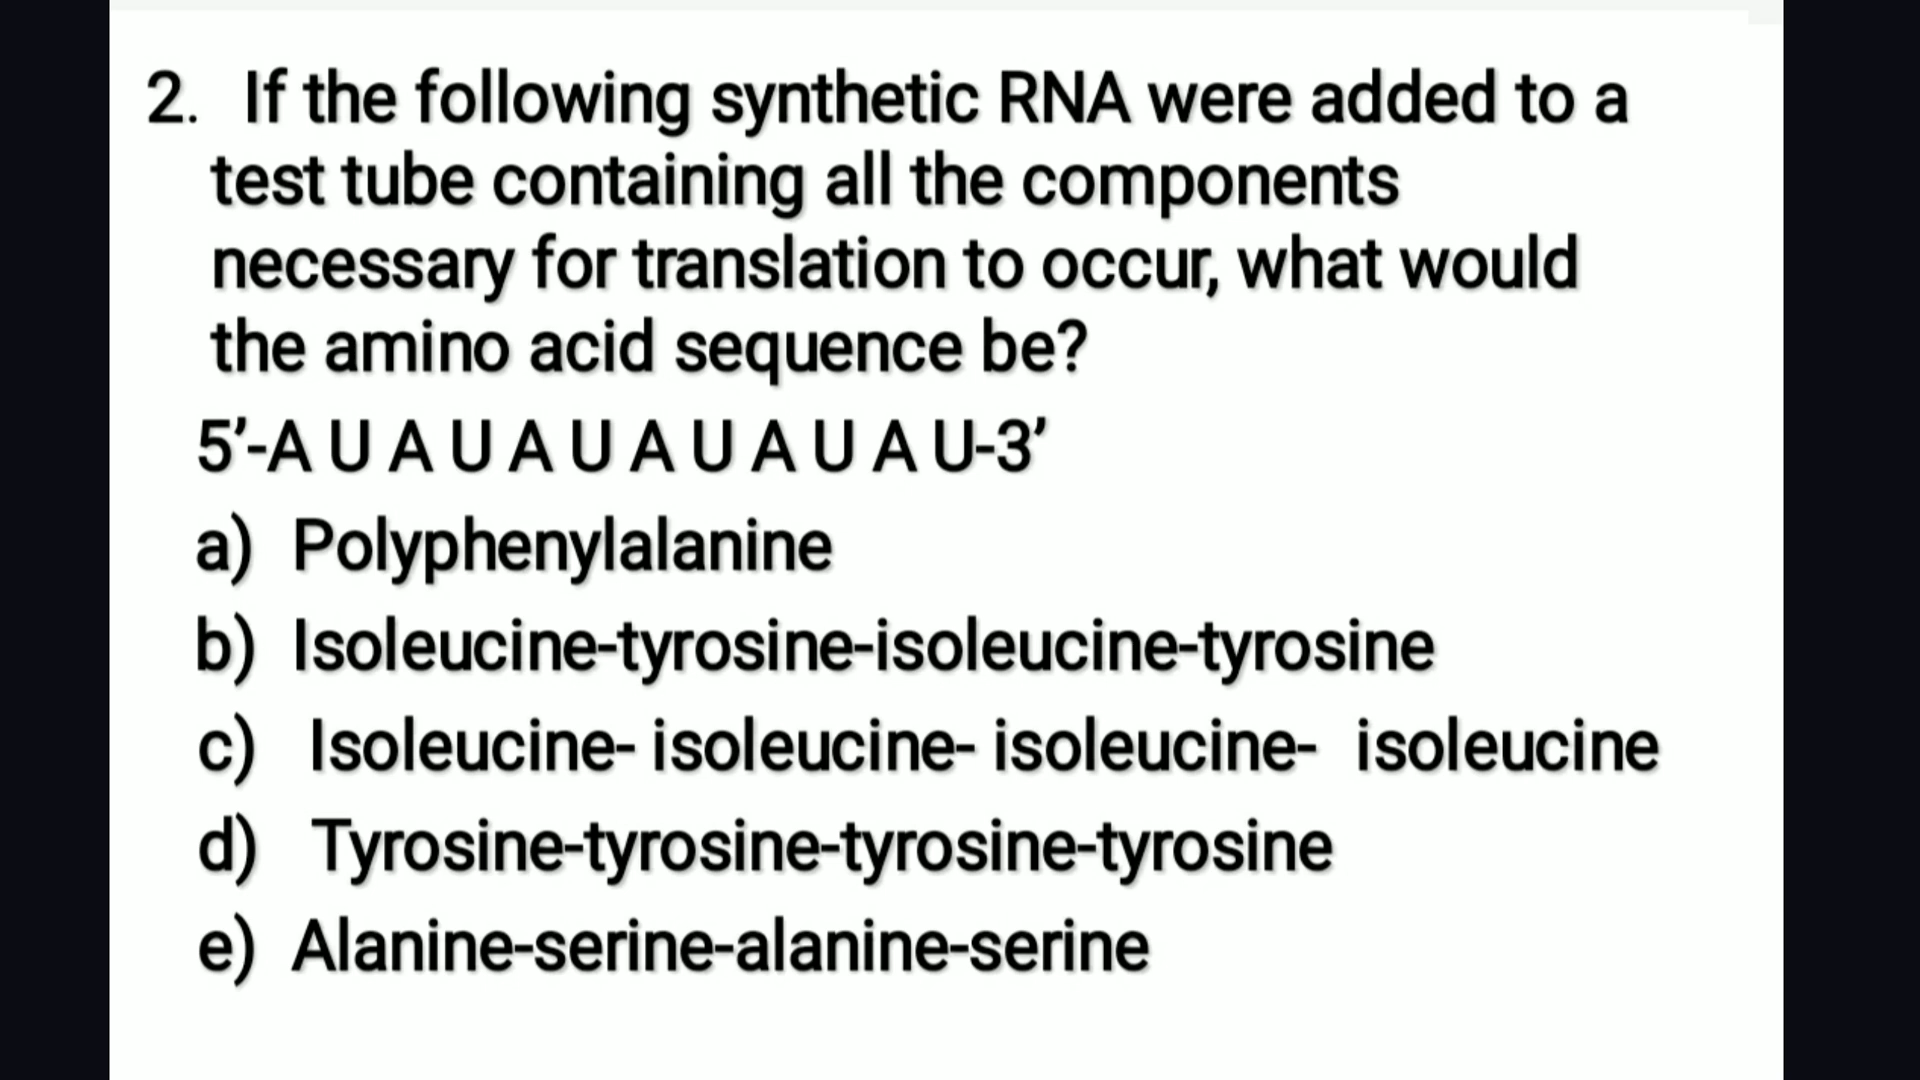 2. If the following synthetic RNA were added to a
test tube containing all the components
necessary for translation to occur, what would
the amino acid sequence be?
5’-A U A U A U A U A U A U-3’
a) Polyphenylalanine
b) Isoleucine-tyrosine-isoleucine-tyrosine
c) Isoleucine- isoleucine- isoleucine- isoleucine
d) Tyrosine-tyrosine-tyrosine-tyrosine
e) Alanine-serine-alanine-serine